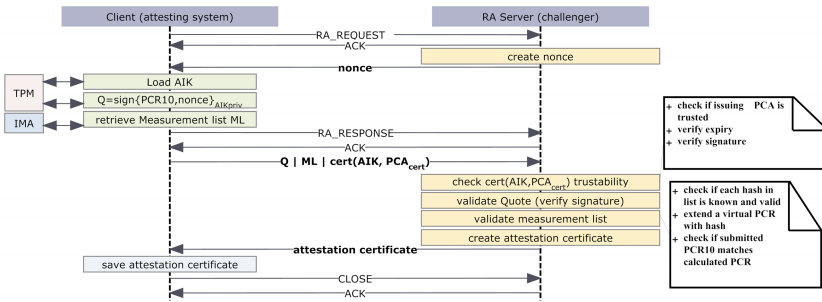 Client (attesting system)
RA Server (challenger)
RA_REQUEST
ACK
create nonce
nonce
TPM
Load AIK
Q=sign{PCR10,nonce}AIKpriv
IMA
retrieve Measurement list ML
RA_RESPONSE
ACK
Q | ML | cert(AIK, PCAcert)
+ check if issuing PCA is
trusted
+ verify expiry
+ verify signature
check cert(AIK,PCAcert) trustability
validate Quote (verify signature)
validate measurement list
create attestation certificate
+ check if each hash in
list is known and valid
+ extend a virtual PCR
with hash
+ check if submitted
PCR10 matches
calculated PCR
attestation certificate
save attestation certificate
CLOSE
ACK